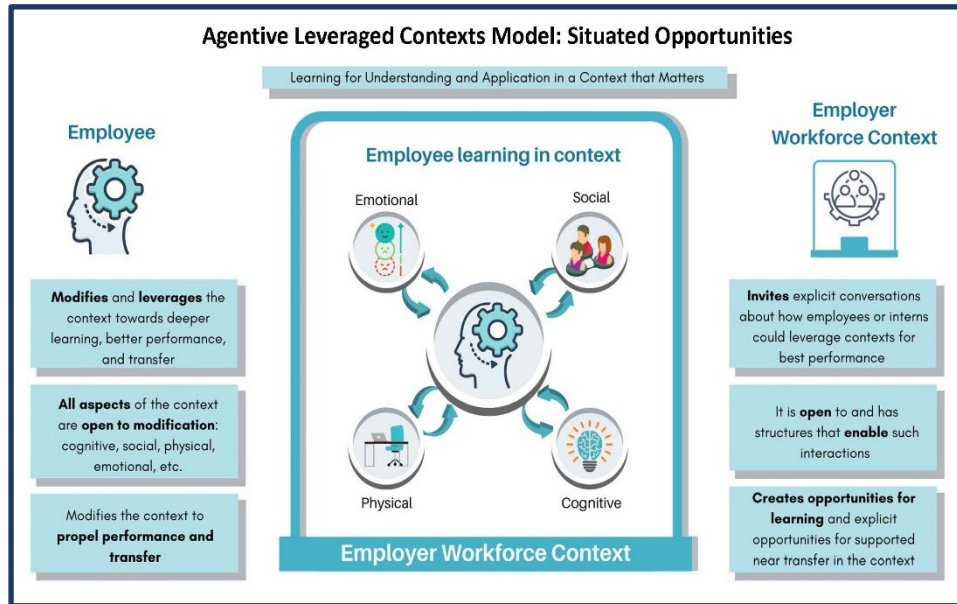 Agentive Leveraged Contexts Model: Situated Opportunities
Learning for Understanding and Application in a Context that Matters
Employee
Modifies and leverages the
context towards deeper
learning, better performance,
and transfer
All aspects of the context
are open to modification:
cognitive, social, physical,
emotional, etc.
Modifies the context to
propel performance and
transfer
Employee learning in context
Emotional
Social
Physical
Cognitive
Employer Workforce Context
Employer
Workforce Context
Invites explicit conversations
about how employees or interns
could leverage contexts for
best performance
It is open to and has
structures that enable such
interactions
Creates opportunities for
learning and explicit
opportunities for supported
near transfer in the context